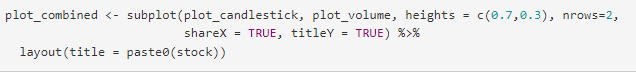 plot_combined <- subplot(plot_candlestick, plot_volume, heights = c(0.7,0.3), nrows=2,
shareX = TRUE, titleY = TRUE) %>%
layout(title = paste0(stock))